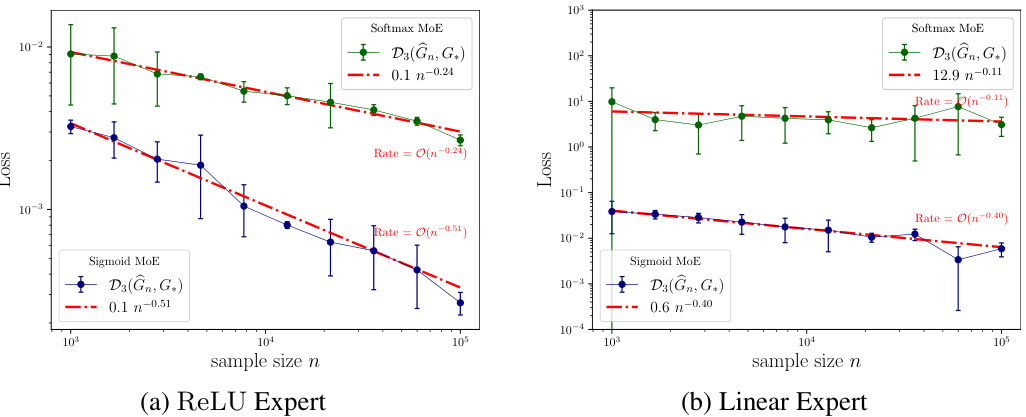 Softmax MoE
𝒟₃(Ĝₙ, G∗)
0.1 n^{-0.24}
10^{-2}
Rate = 𝒪(n^{-0.24})
Loss
10^{-3}
Rate = 𝒪(n^{-0.51})
Sigmoid MoE
𝒟₃(Ĝₙ, G∗)
0.1 n^{-0.51}
10^3
10^4
10^5
sample size n
(a) ReLU Expert
10^3
Softmax MoE
𝒟₃(Ĝₙ, G∗)
12.9 n^{-0.11}
10^2
10^1
Rate = 𝒪(n^{-0.11})
10^0
Loss
10^{-1}
Rate = 𝒪(n^{-0.40})
10^{-2}
Sigmoid MoE
𝒟₃(Ĝₙ, G∗)
10^{-3}
0.6 n^{-0.40}
10^{-4}
10^3
10^4
10^5
sample size n
(b) Linear Expert